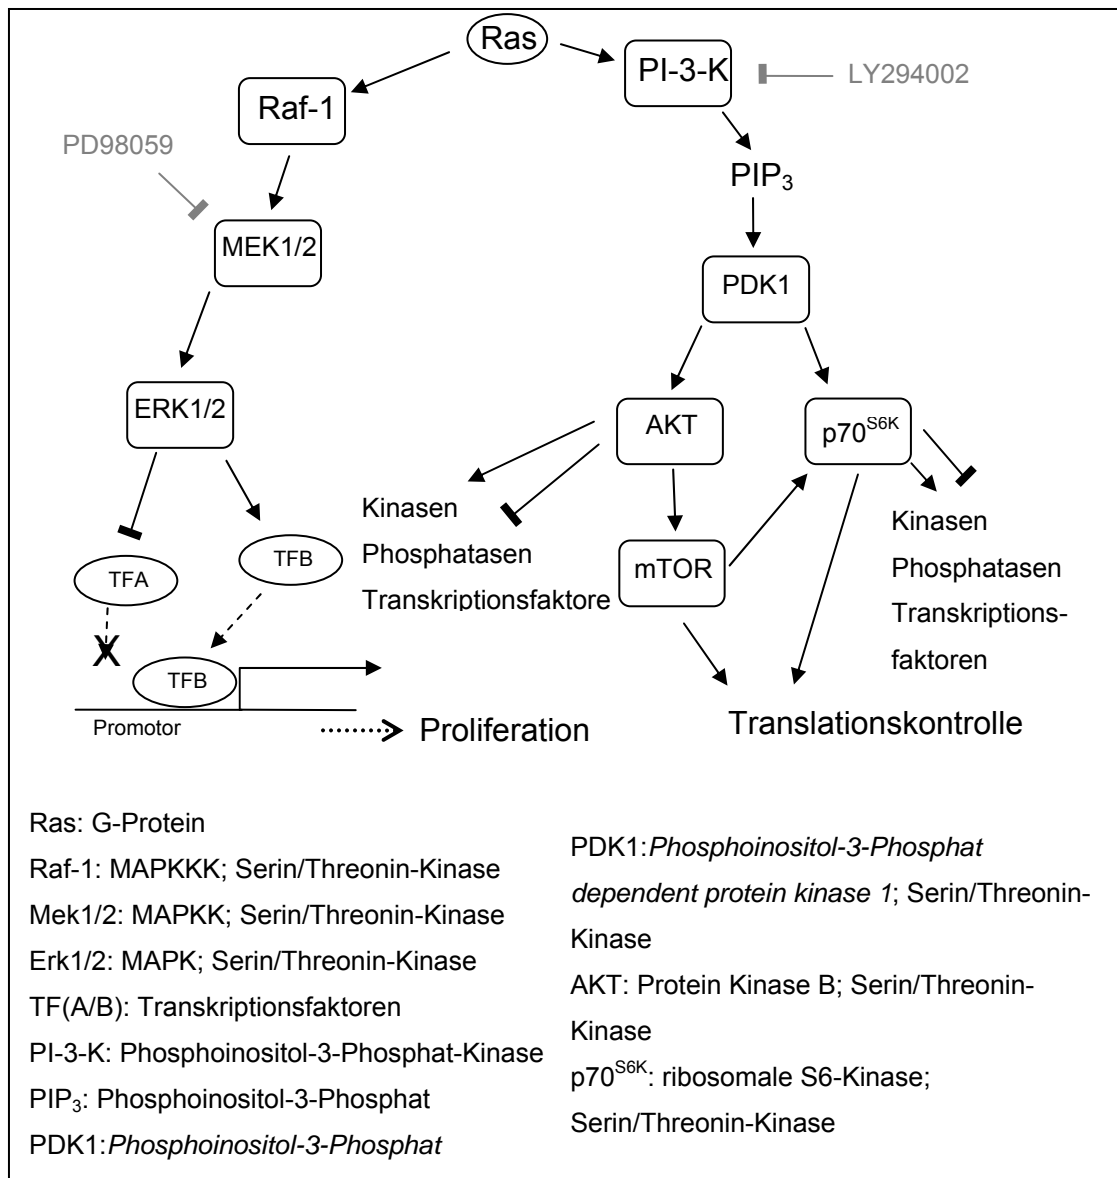 Ras
PI-3-K
LY294002
Raf-1
PD98059
PIP3
MEK1/2
PDK1
ERK1/2
AKT
p70S6K
Kinasen
Phosphatasen
Transkriptionsfaktore
Kinasen
Phosphatasen
Transkriptions-
faktoren
TFA
TFB
mTOR
TFB
Promotor
Proliferation
Translationskontrolle
Ras: G-Protein
Raf-1: MAPKKK; Serin/Threonin-Kinase
Mek1/2: MAPKK; Serin/Threonin-Kinase
Erk1/2: MAPK; Serin/Threonin-Kinase
TF(A/B): Transkriptionsfaktoren
PI-3-K: Phosphoinositol-3-Phosphat-Kinase
PIP3: Phosphoinositol-3-Phosphat
PDK1:Phosphoinositol-3-Phosphat
PDK1:Phosphoinositol-3-Phosphat
dependent protein kinase 1; Serin/Threonin-
Kinase
AKT: Protein Kinase B; Serin/Threonin-
Kinase
p70S6K: ribosomale S6-Kinase;
Serin/Threonin-Kinase